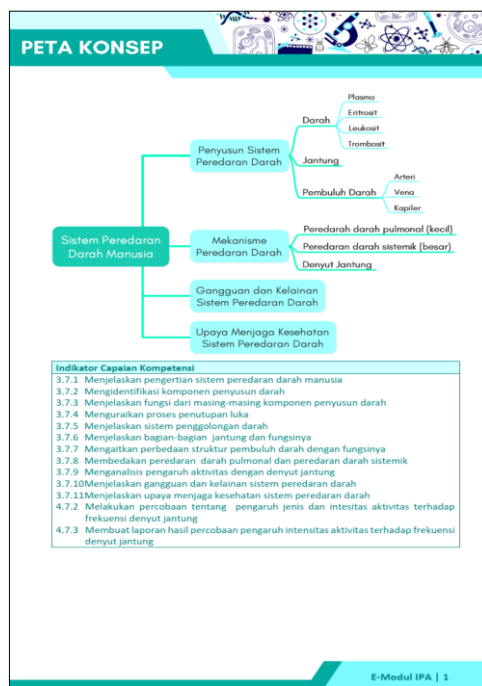 PETA KONSEP
Plasma
Eritrosit
Darah
Leukosit
Trombosit
Penyusun Sistem
Peredaran Darah
Jantung
Arteri
Pembuluh Darah
Vena
Kapiler
Sistem Peredaran
Darah Manusia
Mekanisme
Peredaran Darah
Peredarah darah pulmonal (kecil)
Peredaran darah sistemik (besar)
Denyut Jantung
Gangguan dan Kelainan
Sistem Peredaran Darah
Upaya Menjaga Kesehatan
Sistem Peredaran Darah
Indikator Capaian Kompetensi
3.7.1 Menjelaskan pengertian sistem peredaran darah manusia
3.7.2 Mengidentifikasi komponen penyusun darah
3.7.3 Menjelaskan fungsi dari masing-masing komponen penyusun darah
3.7.4 Menguraikan proses penutupan luka
3.7.5 Menjelaskan sistem penggolongan darah
3.7.6 Menjelaskan bagian-bagian jantung dan fungsinya
3.7.7 Mengaitkan perbedaan struktur pembuluh darah dengan fungsinya
3.7.8 Membedakan peredaran darah pulmonal dan peredaran darah sistemik
3.7.9 Menganalisis pengaruh aktivitas dengan denyut jantung
3.7.10Menjelaskan gangguan dan kelainan sistem peredaran darah
3.7.11Menjelaskan upaya menjaga kesehatan sistem peredaran darah
4.7.2 Melakukan percobaan tentang pengaruh jenis dan intesitas aktivitas terhadap
frekuensi denyut jantung
4.7.3 Membuat laporan hasil percobaan pengaruh intensitas aktivitas terhadap frekuensi
denyut jantung
E-Modul IPA | 1